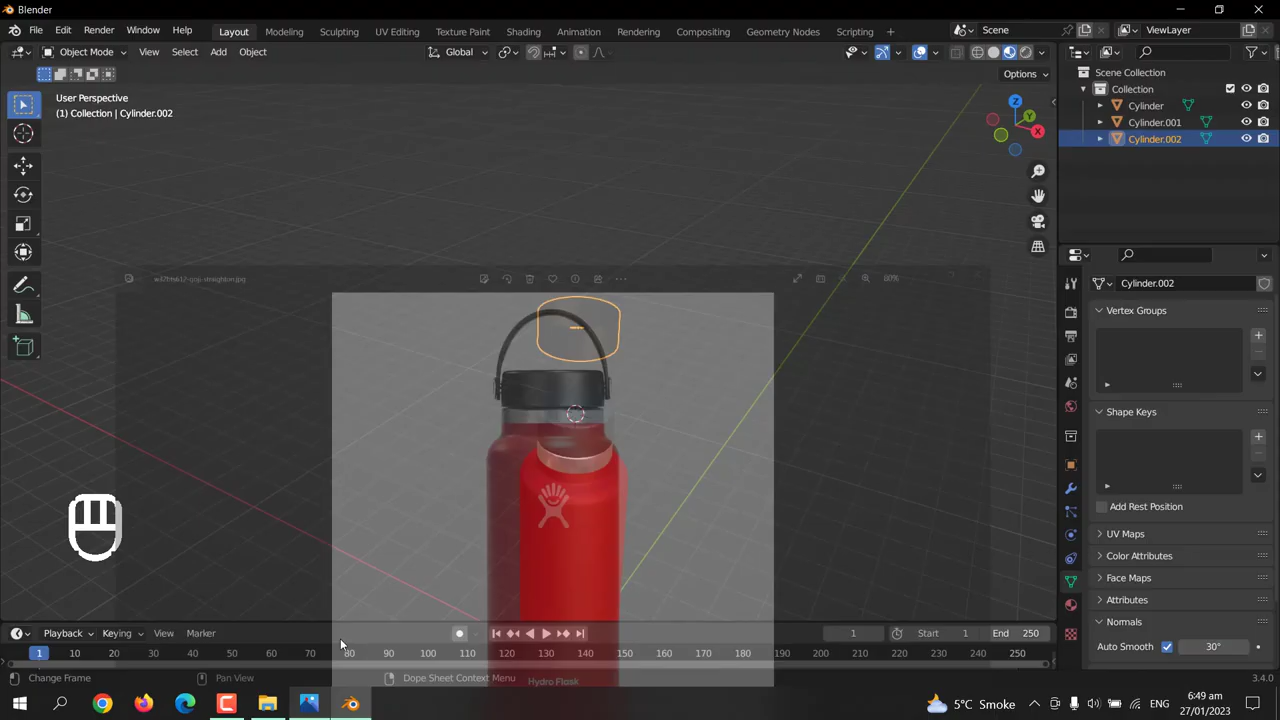 Blender
File Edit Render Window Help
Layout Modeling Sculpting UV Editing Texture Paint Shading Animation Rendering Compositing Geometry Nodes Scripting
Scene ViewLayer
Object Mode View Select Add Object Global
Options
User Perspective
(1) Collection | Cylinder.002
Scene Collection
Collection
Cylinder
Cylinder.001
Cylinder.002
Z
Y
X
80%
Cylinder.002
Vertex Groups
Shape Keys
Add Rest Position
UV Maps
Color Attributes
Face Maps
Attributes
Normals
Auto Smooth 30°
Hydro Flask
Playback Keying View Marker
1 Start 1 End 250
1 10 20 30 40 50 60 70 80 90 100 110 120 130 140 150 160 170 180 190 200 210 220 230 240 250
Change Frame Pan View Dope Sheet Context Menu 3.4.0
5°C Smoke ENG 6:49 am
27/01/2023